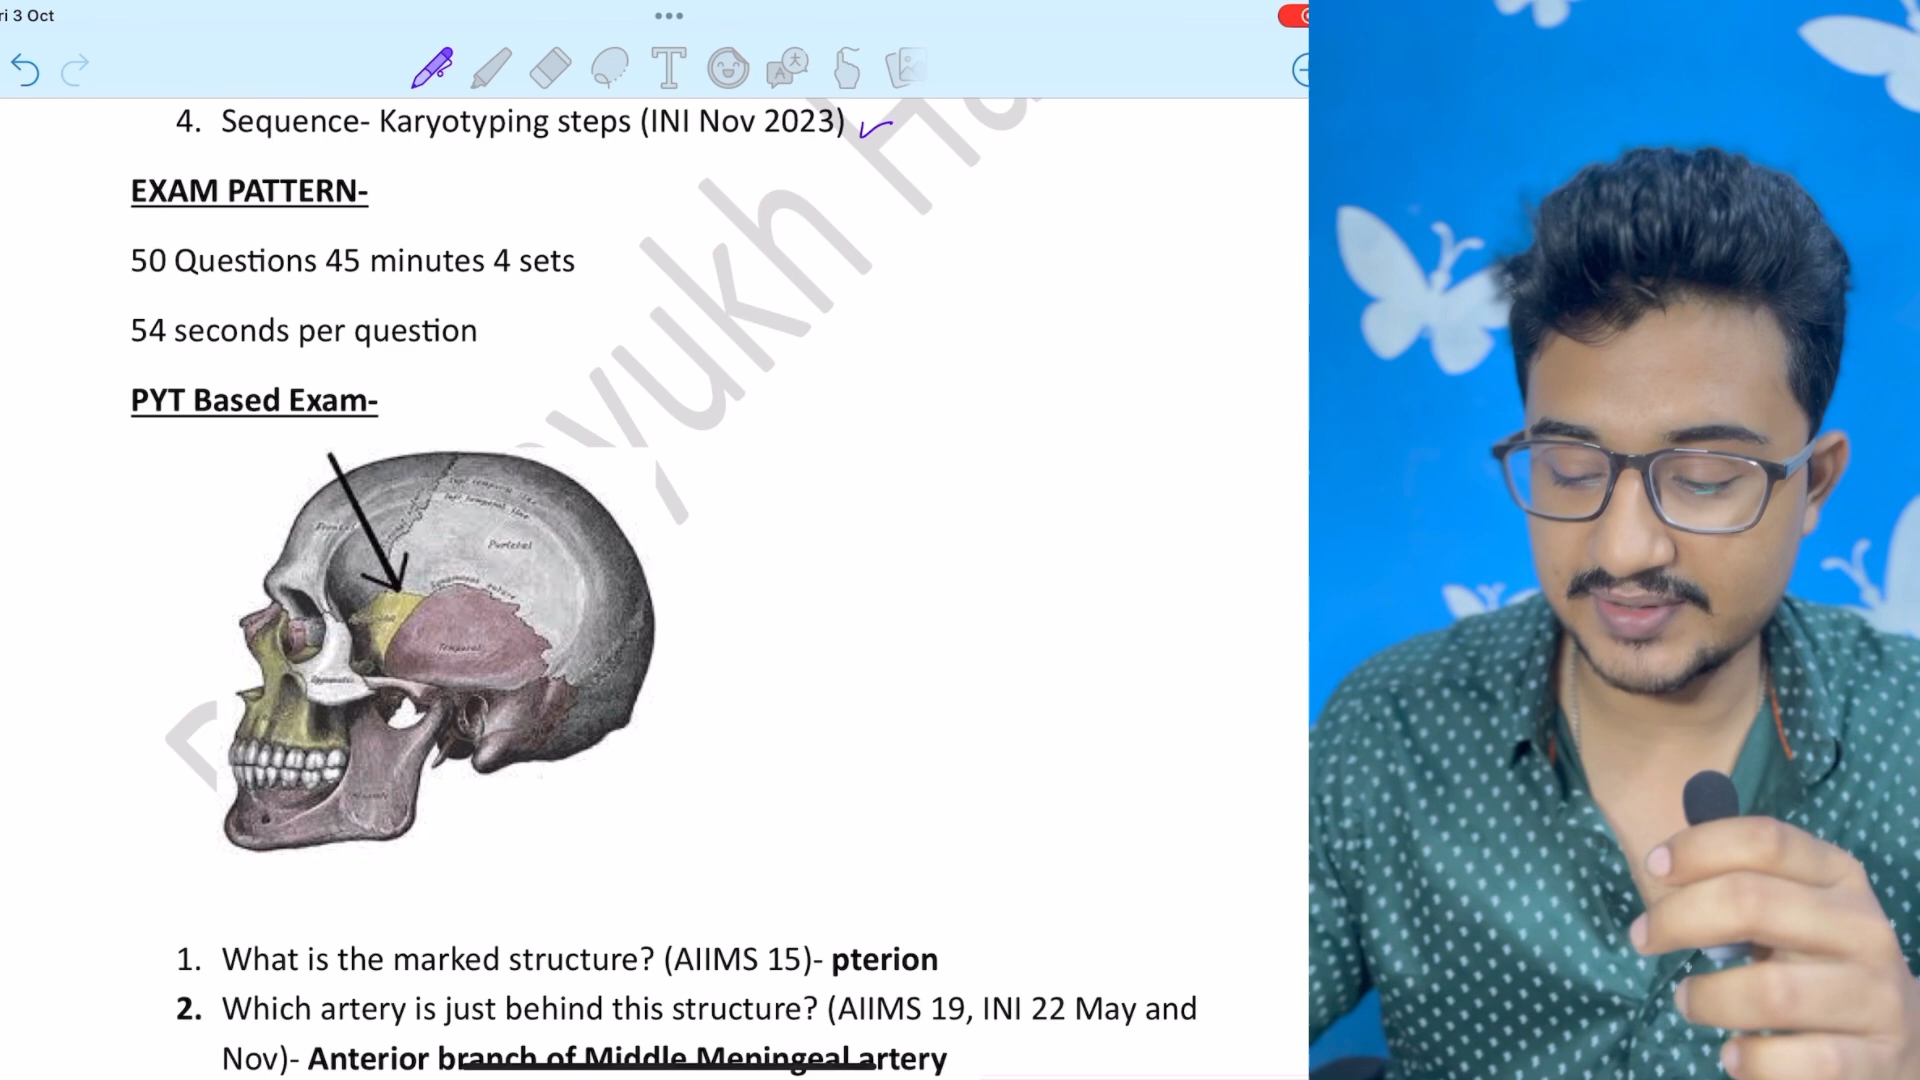 ri 3 Oct
4. Sequence- Karyotyping steps (INI Nov 2023)
EXAM PATTERN-
50 Questions 45 minutes 4 sets
54 seconds per question
PYT Based Exam-
Frontal
Parietal
Temporal
Zygomatic
1. What is the marked structure? (AIIMS 15)- pterion
2. Which artery is just behind this structure? (AIIMS 19, INI 22 May and
Nov)- Anterior branch of Middle Meningeal artery